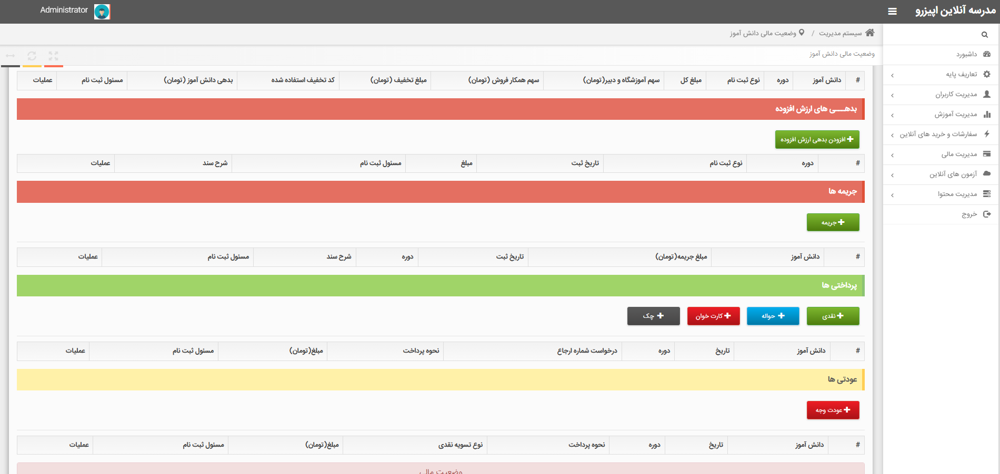 مدرسه آنلاین اپیزرو
Administrator
سیستم مدیریت / وضعیت مالی دانش آموز
وضعیت مالی دانش آموز
داشبورد
تعاریف پایه
مدیریت کاربران
مدیریت آموزش
سفارشات و خرید های آنلاین
مدیریت مالی
آزمون های آنلاین
مدیریت محتوا
خروج
# دانش آموز دوره نوع ثبت نام مبلغ کل سهم آموزشگاه و دبیر(تومان) سهم همکار فروش (تومان) مبلغ تخفیف (تومان) کد تخفیف استفاده شده بدهی دانش آموز (تومان) مسئول ثبت نام عملیات
بدهـــی های ارزش افزوده
افزودن بدهی ارزش افزوده
# دوره نوع ثبت نام تاریخ ثبت مبلغ مسئول ثبت نام شرح سند عملیات
جریمه ها
جریمه
# دانش آموز مبلغ جریمه(تومان) تاریخ ثبت دوره شرح سند مسئول ثبت نام عملیات
پرداختی ها
نقدی حواله کارت خوان چک
# دانش آموز تاریخ دوره درخواست شماره ارجاع نحوه پرداخت مبلغ(تومان) مسئول ثبت نام عملیات
عودتی ها
عودت وجه
# دانش آموز تاریخ دوره نحوه پرداخت نوع تسویه نقدی مبلغ(تومان) مسئول ثبت نام عملیات
وضعیت مالی